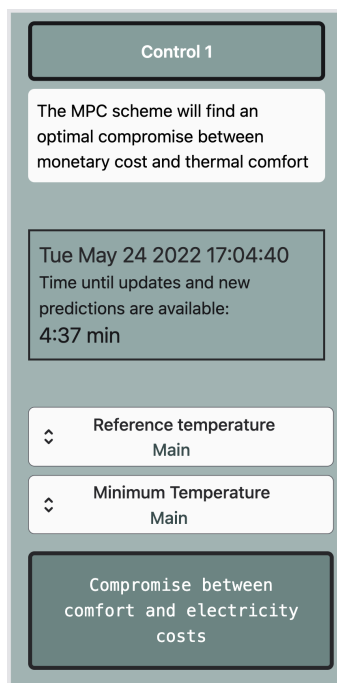 Control 1
The MPC scheme will find an
optimal compromise between
monetary cost and thermal comfort
Tue May 24 2022 17:04:40
Time until updates and new
predictions are available:
4:37 min
Reference temperature
Main
Minimum Temperature
Main
Compromise between
comfort and electricity
costs